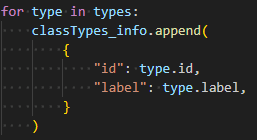 for type in types:
    classTypes_info.append(
        {
            "id": type.id,
            "label": type.label,
        }
    )